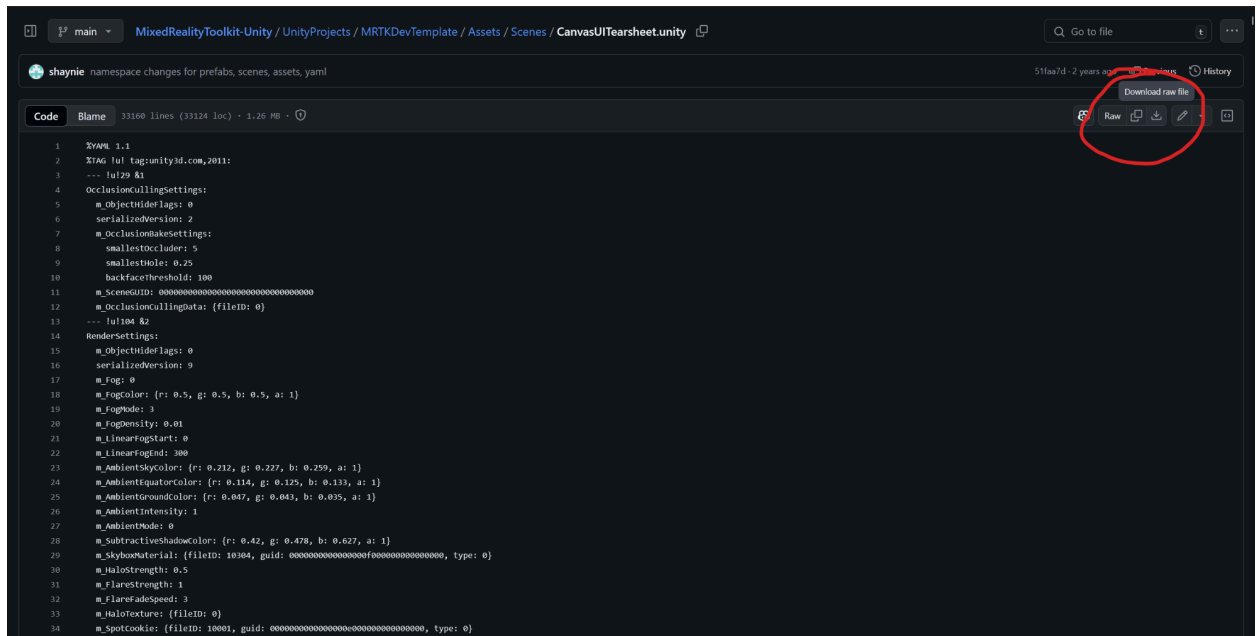 main
MixedRealityToolkit-Unity / UnityProjects / MRTKDevTemplate / Assets / Scenes / CanvasUITearsheet.unity
Go to file
t
shaynie namespace changes for prefabs, scenes, assets, yaml
51faa7d · 2 years ago
History
Download raw file
Code Blame 33160 lines (33124 loc) · 1.26 MB
Raw
1 %YAML 1.1
2 %TAG !u! tag:unity3d.com,2011:
3 --- !u!29 &1
4 OcclusionCullingSettings:
5 m_ObjectHideFlags: 0
6 serializedVersion: 2
7 m_OcclusionBakeSettings:
8 smallestOccluder: 5
9 smallestHole: 0.25
10 backfaceThreshold: 100
11 m_SceneGUID: 00000000000000000000000000000000
12 m_OcclusionCullingData: {fileID: 0}
13 --- !u!104 &2
14 RenderSettings:
15 m_ObjectHideFlags: 0
16 serializedVersion: 9
17 m_Fog: 0
18 m_FogColor: {r: 0.5, g: 0.5, b: 0.5, a: 1}
19 m_FogMode: 3
20 m_FogDensity: 0.01
21 m_LinearFogStart: 0
22 m_LinearFogEnd: 300
23 m_AmbientSkyColor: {r: 0.212, g: 0.227, b: 0.259, a: 1}
24 m_AmbientEquatorColor: {r: 0.114, g: 0.125, b: 0.133, a: 1}
25 m_AmbientGroundColor: {r: 0.047, g: 0.043, b: 0.035, a: 1}
26 m_AmbientIntensity: 1
27 m_AmbientMode: 0
28 m_SubtractiveShadowColor: {r: 0.42, g: 0.478, b: 0.627, a: 1}
29 m_SkyboxMaterial: {fileID: 10304, guid: 0000000000000000f000000000000000, type: 0}
30 m_HaloStrength: 0.5
31 m_FlareStrength: 1
32 m_FlareFadeSpeed: 3
33 m_HaloTexture: {fileID: 0}
34 m_SpotCookie: {fileID: 10001, guid: 0000000000000000e000000000000000, type: 0}